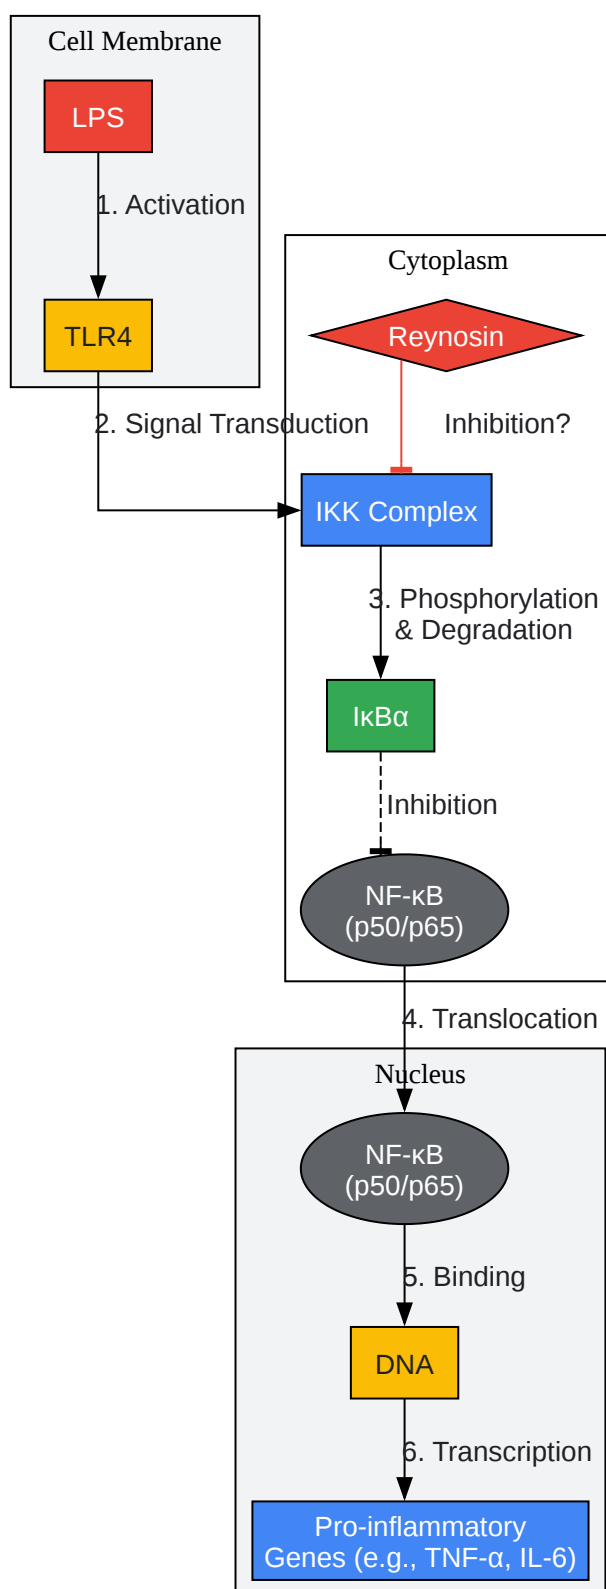 Cell Membrane
LPS
1. Activation
TLR4
Cytoplasm
Reynosin
2. Signal Transduction
Inhibition?
IKK Complex
3. Phosphorylation
& Degradation
IκBα
Inhibition
NF-κB
(p50/p65)
4. Translocation
Nucleus
NF-κB
(p50/p65)
5. Binding
DNA
6. Transcription
Pro-inflammatory
Genes (e.g., TNF-α, IL-6)